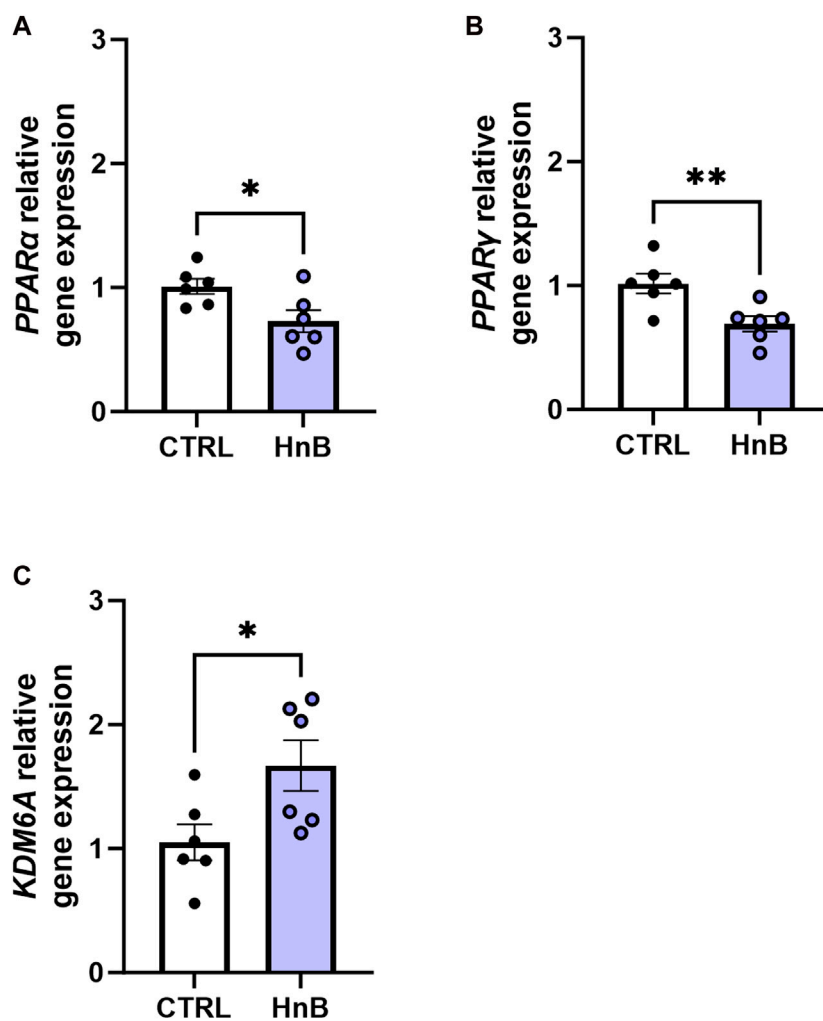 A
PPARα relative
gene expression
3
2
1
0
*
CTRL HnB
B
PPARγ relative
gene expression
3
2
1
0
**
CTRL HnB
C
KDM6A relative
gene expression
3
2
1
0
*
CTRL HnB